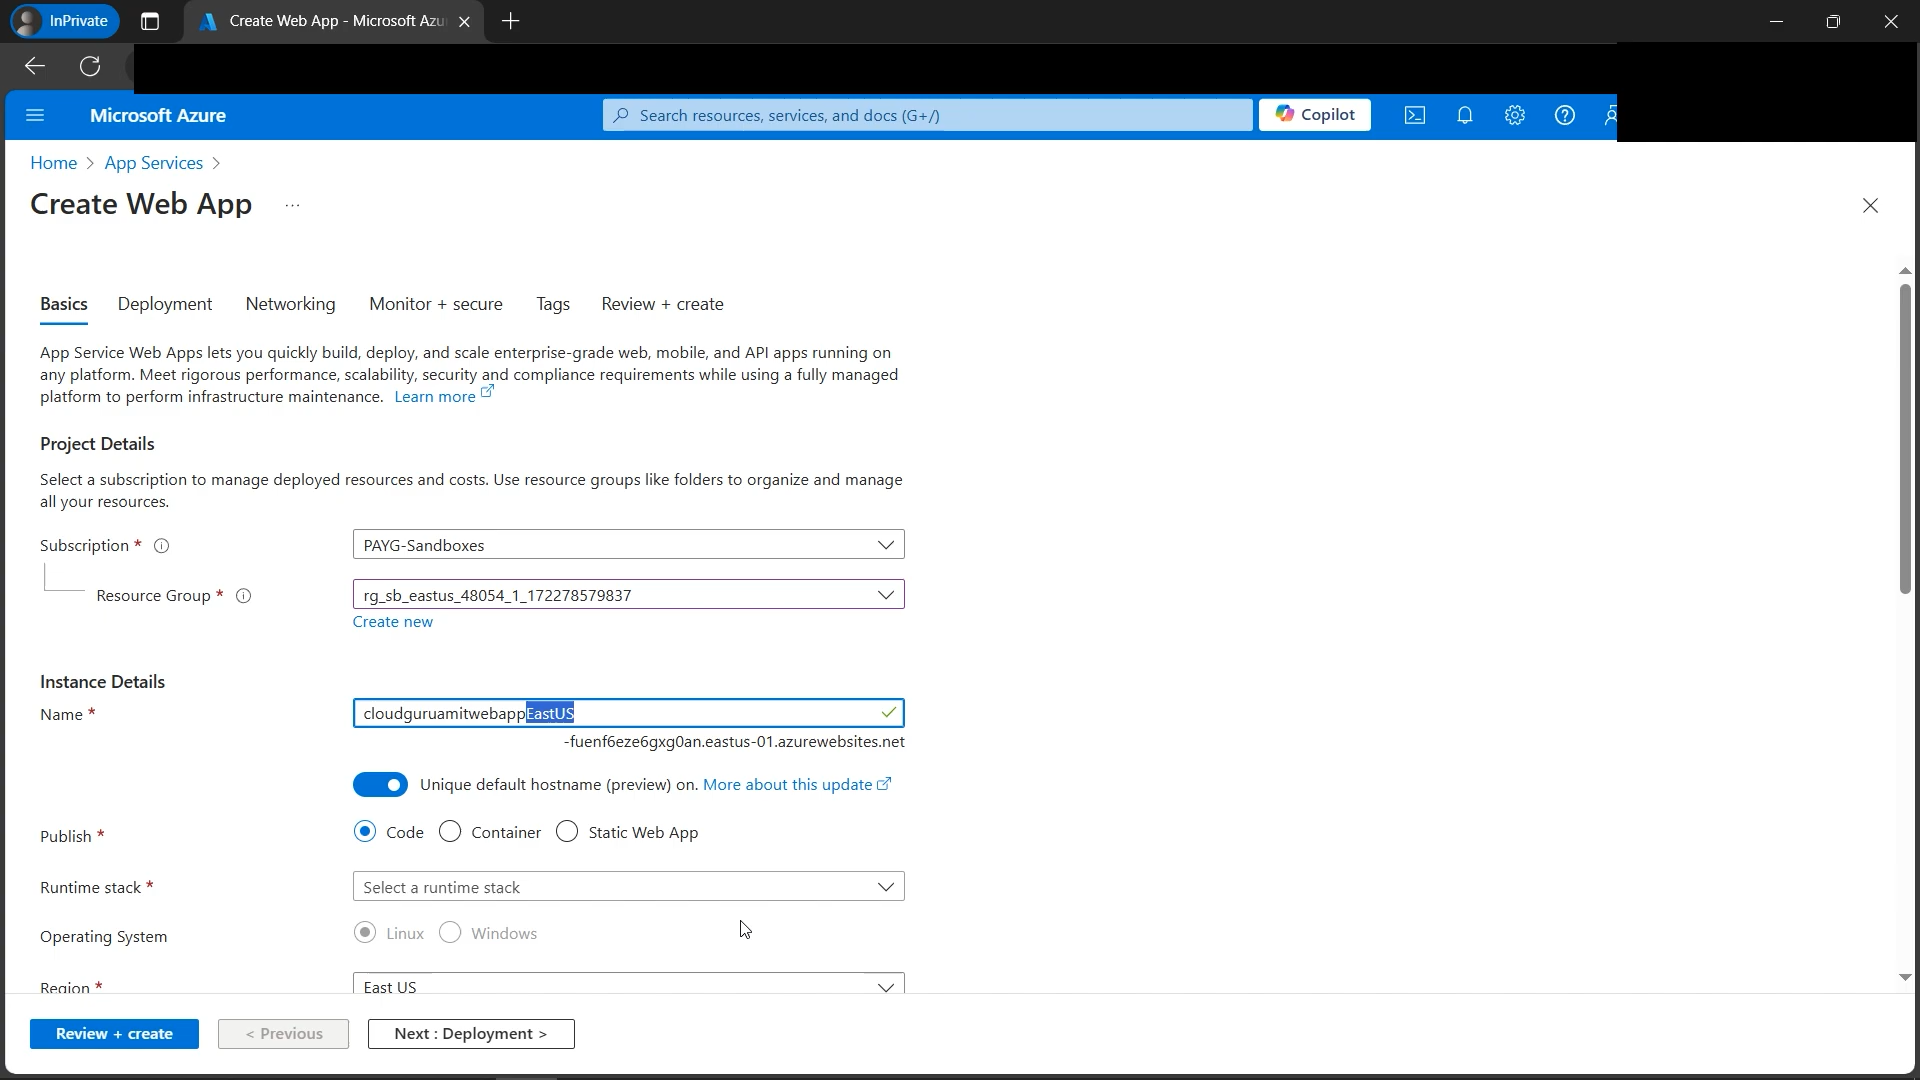 InPrivate
Create Web App - Microsoft Azu
Microsoft Azure
Search resources, services, and docs (G+/)
Copilot
Home > App Services >
Create Web App ...
Basics Deployment Networking Monitor + secure Tags Review + create
App Service Web Apps lets you quickly build, deploy, and scale enterprise-grade web, mobile, and API apps running on
any platform. Meet rigorous performance, scalability, security and compliance requirements while using a fully managed
platform to perform infrastructure maintenance. Learn more
Project Details
Select a subscription to manage deployed resources and costs. Use resource groups like folders to organize and manage
all your resources.
Subscription * PAYG-Sandboxes
Resource Group * rg_sb_eastus_48054_1_172278579837
Create new
Instance Details
Name * cloudguruamitwebappEastUS
-fuenf6eze6gxg0an.eastus-01.azurewebsites.net
Unique default hostname (preview) on. More about this update
Publish * Code Container Static Web App
Runtime stack * Select a runtime stack
Operating System Linux Windows
Region * East US
Review + create < Previous Next : Deployment >